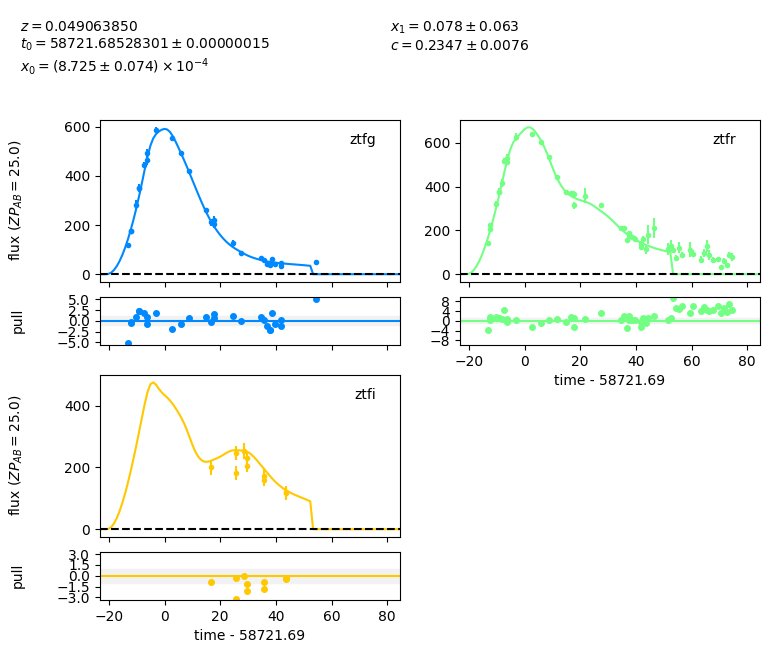 z = 0.049063850
t₀ = 58721.68528301 ± 0.00000015
x₀ = (8.725 ± 0.074) × 10⁻⁴
x₁ = 0.078 ± 0.063
c = 0.2347 ± 0.0076
flux (ZP_AB = 25.0)
600
400
200
0
ztfg
600
400
200
0
ztfr
pull
5.0
2.5
0.0
−2.5
−5.0
8
4
0
−4
−8
−20 0 20 40 60 80
time - 58721.69
flux (ZP_AB = 25.0)
400
200
0
ztfi
pull
3.0
1.5
0.0
−1.5
−3.0
−20 0 20 40 60 80
time - 58721.69